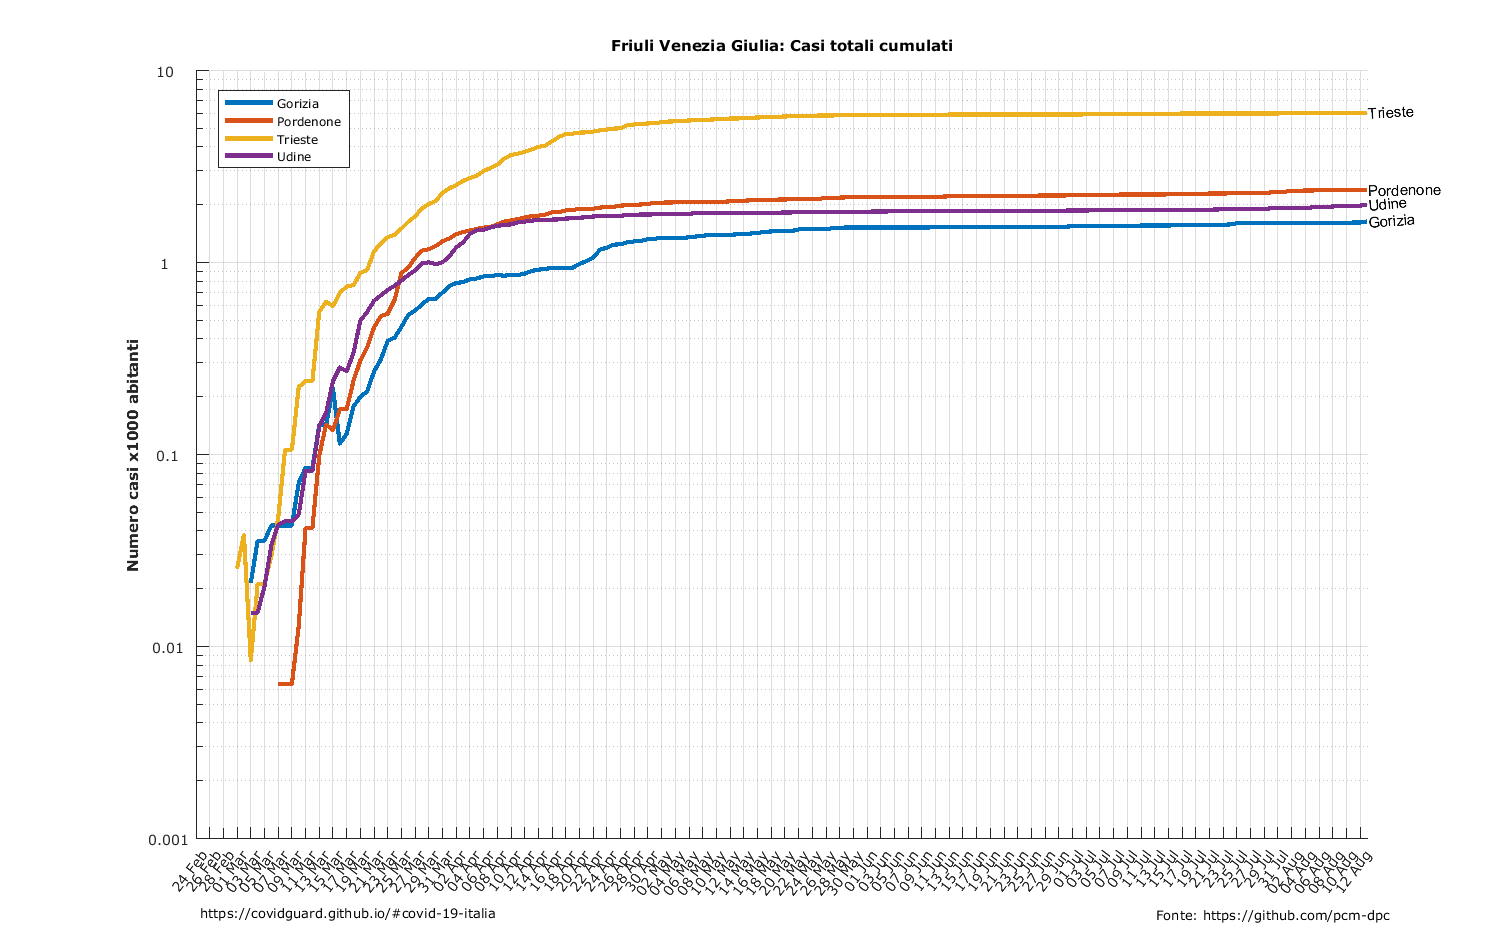 Friuli Venezia Giulia: Casi totali cumulati
10
1
0.1
0.01
0.001
Numero casi x1000 abitanti
Gorizia
Pordenone
Trieste
Udine
Trieste
Pordenone
Udine
Gorizia
24 Feb
26 Feb
28 Feb
01 Mar
03 Mar
05 Mar
07 Mar
09 Mar
11 Mar
13 Mar
15 Mar
17 Mar
19 Mar
21 Mar
23 Mar
25 Mar
27 Mar
29 Mar
31 Mar
02 Apr
04 Apr
06 Apr
08 Apr
10 Apr
12 Apr
14 Apr
16 Apr
18 Apr
20 Apr
22 Apr
24 Apr
26 Apr
28 Apr
30 Apr
02 May
04 May
06 May
08 May
10 May
12 May
14 May
16 May
18 May
20 May
22 May
24 May
26 May
28 May
30 May
01 Jun
03 Jun
05 Jun
07 Jun
09 Jun
11 Jun
13 Jun
15 Jun
17 Jun
19 Jun
21 Jun
23 Jun
25 Jun
27 Jun
29 Jun
01 Jul
03 Jul
05 Jul
07 Jul
09 Jul
11 Jul
13 Jul
15 Jul
17 Jul
19 Jul
21 Jul
23 Jul
25 Jul
27 Jul
29 Jul
31 Jul
02 Aug
04 Aug
06 Aug
08 Aug
10 Aug
12 Aug
https://covidguard.github.io/#covid-19-italia
Fonte: https://github.com/pcm-dpc